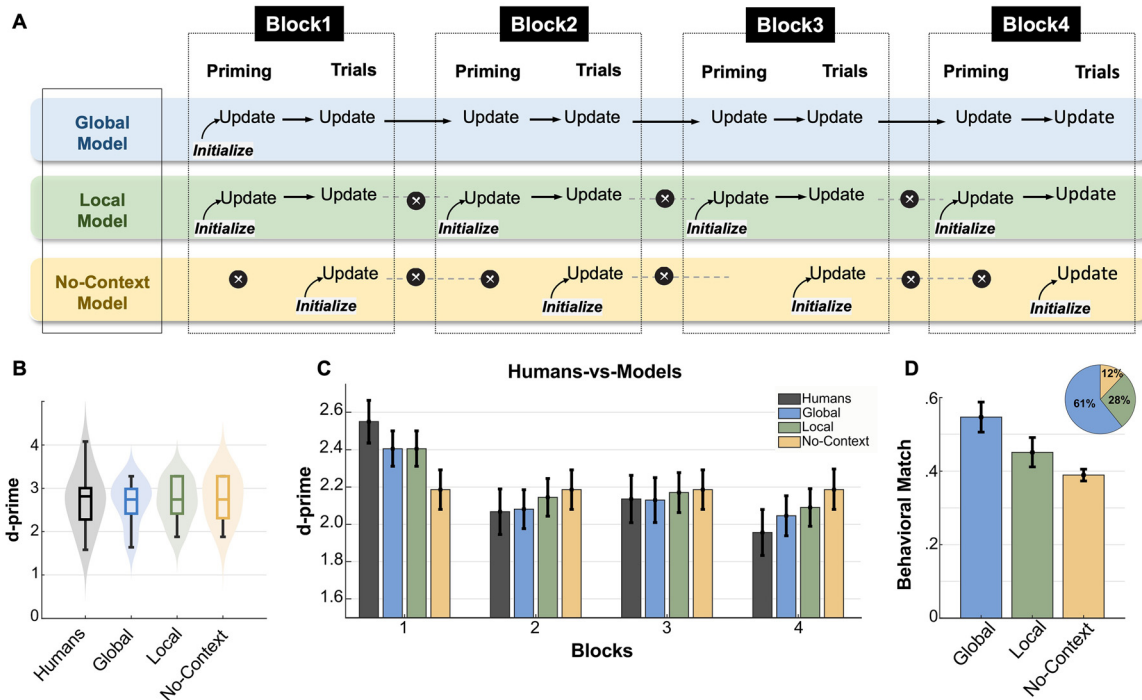 A
Block1 Block2 Block3 Block4
Priming Trials Priming Trials Priming Trials Priming Trials
Global
Model
Update Update Update Update Update Update Update Update
Initialize
Local
Model
Update Update Update Update Update Update Update Update
Initialize Initialize Initialize Initialize
No-Context
Model
Update Update Update Update
Initialize Initialize Initialize Initialize
B
d-prime
4
3
2
1
0
Humans Global Local No-Context
C
Humans-vs-Models
Humans
Global
Local
No-Context
d-prime
2.6
2.4
2.2
2.0
1.8
1.6
1 2 3 4
Blocks
D
12%
61% 28%
Behavioral Match
.6
.4
.2
0
Global Local No-Context